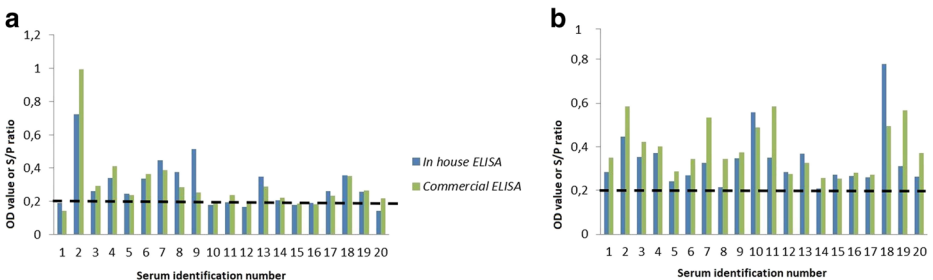 a
1,2
1
0,8
0,6
0,4
0,2
0
OD value or S/P ratio
1 2 3 4 5 6 7 8 9 10 11 12 13 14 15 16 17 18 19 20
Serum identification number
In house ELISA
Commercial ELISA
b
1
0,8
0,6
0,4
0,2
0
OD value or S/P ratio
1 2 3 4 5 6 7 8 9 10 11 12 13 14 15 16 17 18 19 20
Serum identification number